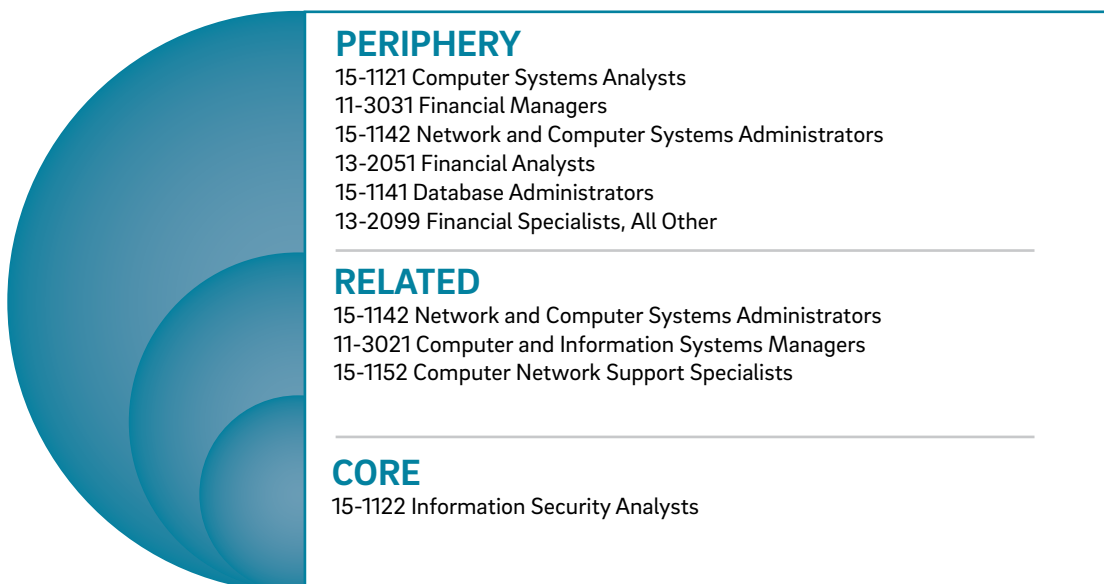 PERIPHERY
15-1121 Computer Systems Analysts
11-3031 Financial Managers
15-1142 Network and Computer Systems Administrators
13-2051 Financial Analysts
15-1141 Database Administrators
13-2099 Financial Specialists, All Other
RELATED
15-1142 Network and Computer Systems Administrators
11-3021 Computer and Information Systems Managers
15-1152 Computer Network Support Specialists
CORE
15-1122 Information Security Analysts